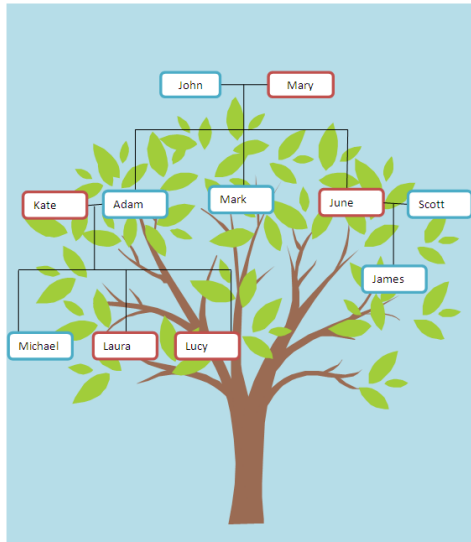 John
Mary
Kate
Adam
Mark
June
Scott
James
Michael
Laura
Lucy